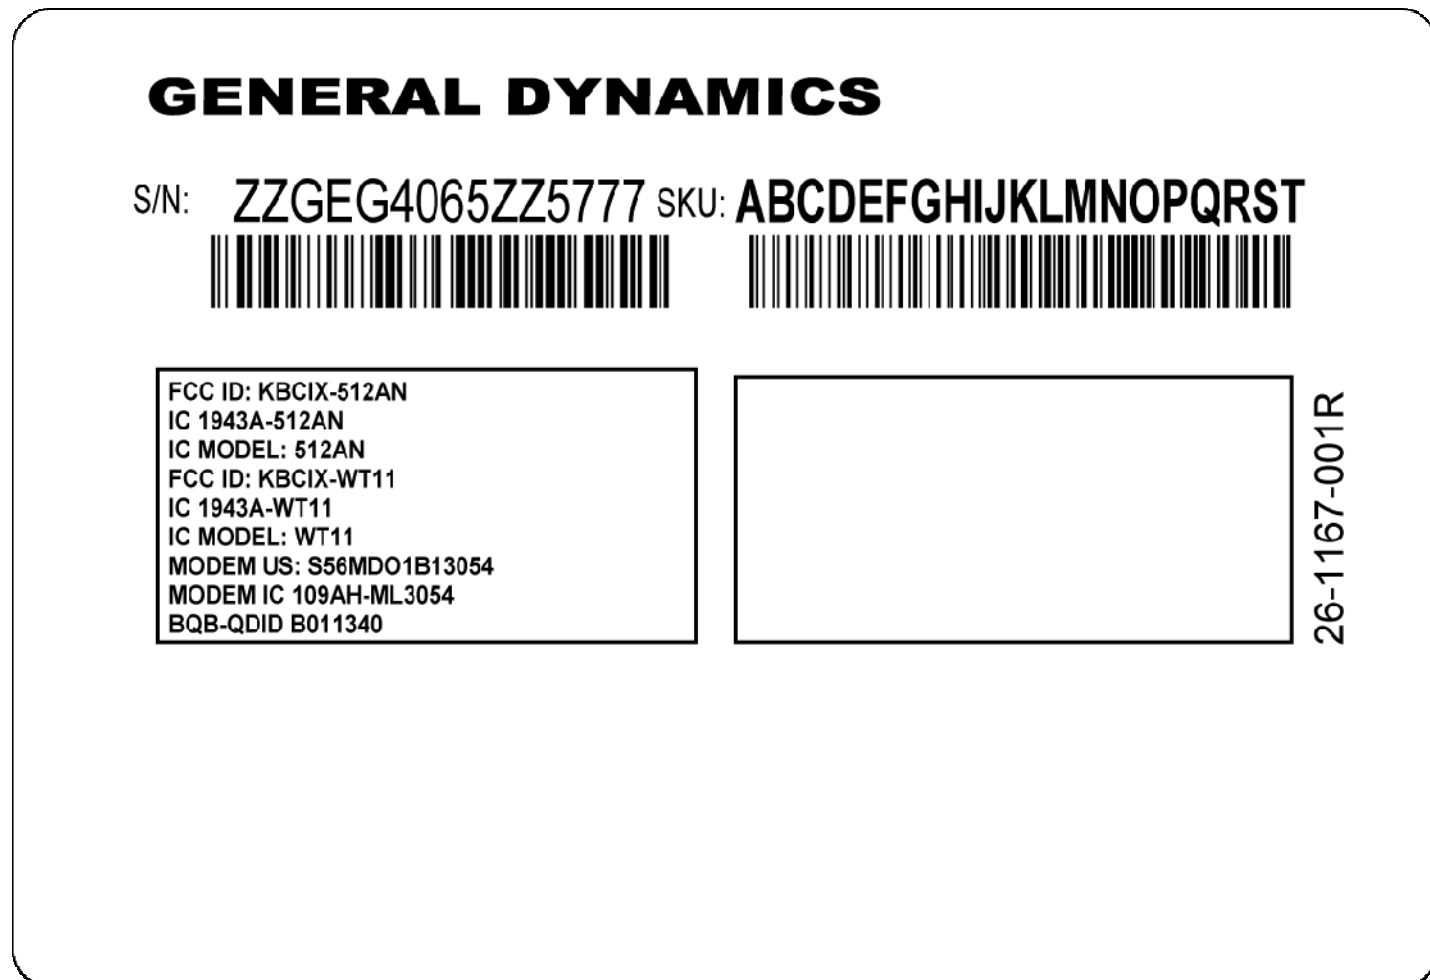 GENERAL DYNAMICS
S/N: ZZGEG4065ZZ5777 SKU: ABCDEFGHIJKLMNOPQRST
FCC ID: KBCIX-512AN
IC 1943A-512AN
IC MODEL: 512AN
FCC ID: KBCIX-WT11
IC 1943A-WT11
IC MODEL: WT11
MODEM US: S56MDO1B13054
MODEM IC 109AH-ML3054
BQB-QDID B011340
26-1167-001R